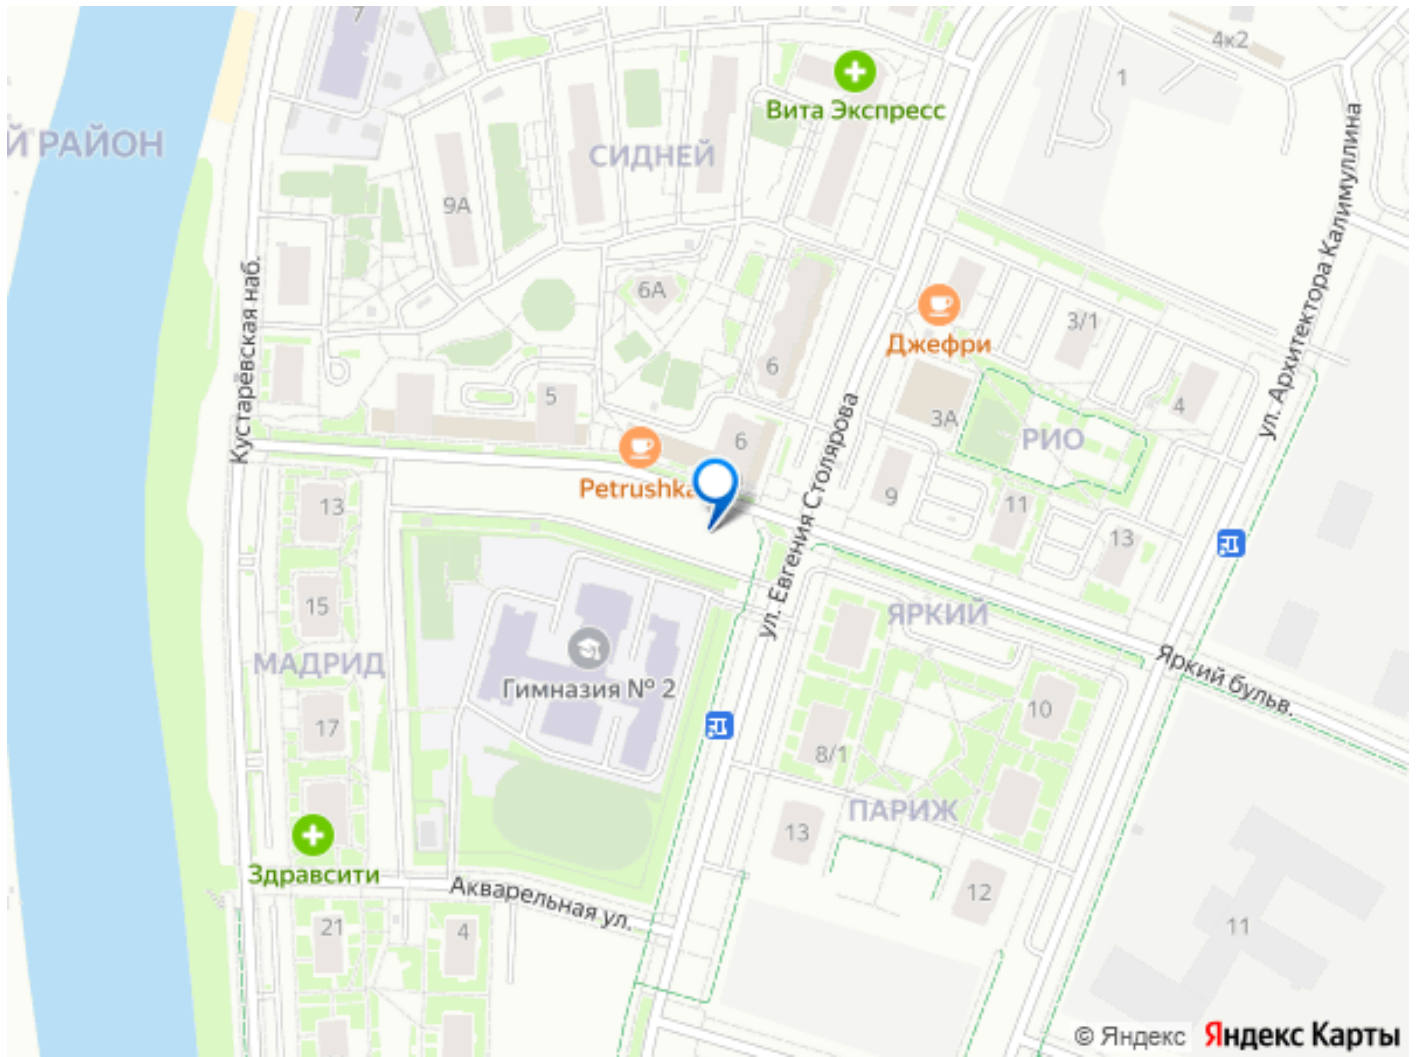 7
4к2
1
Вита Экспресс
Й РАЙОН
СИДНЕЙ
ул. Архитектора Калимуллина
9А
Кустарёвская наб.
6А
Джефри
3/1
6
5
4
3А
РИО
6
Petrushka
ул. Евгения Столярова
9
11
13
13
15
ЯРКИЙ
Яркий бульв.
МАДРИД
Гимназия № 2
17
10
8/1
ПАРИЖ
13
Здравсити
Акварельная ул.
12
21
4
11
© Яндекс Яндекс Карты